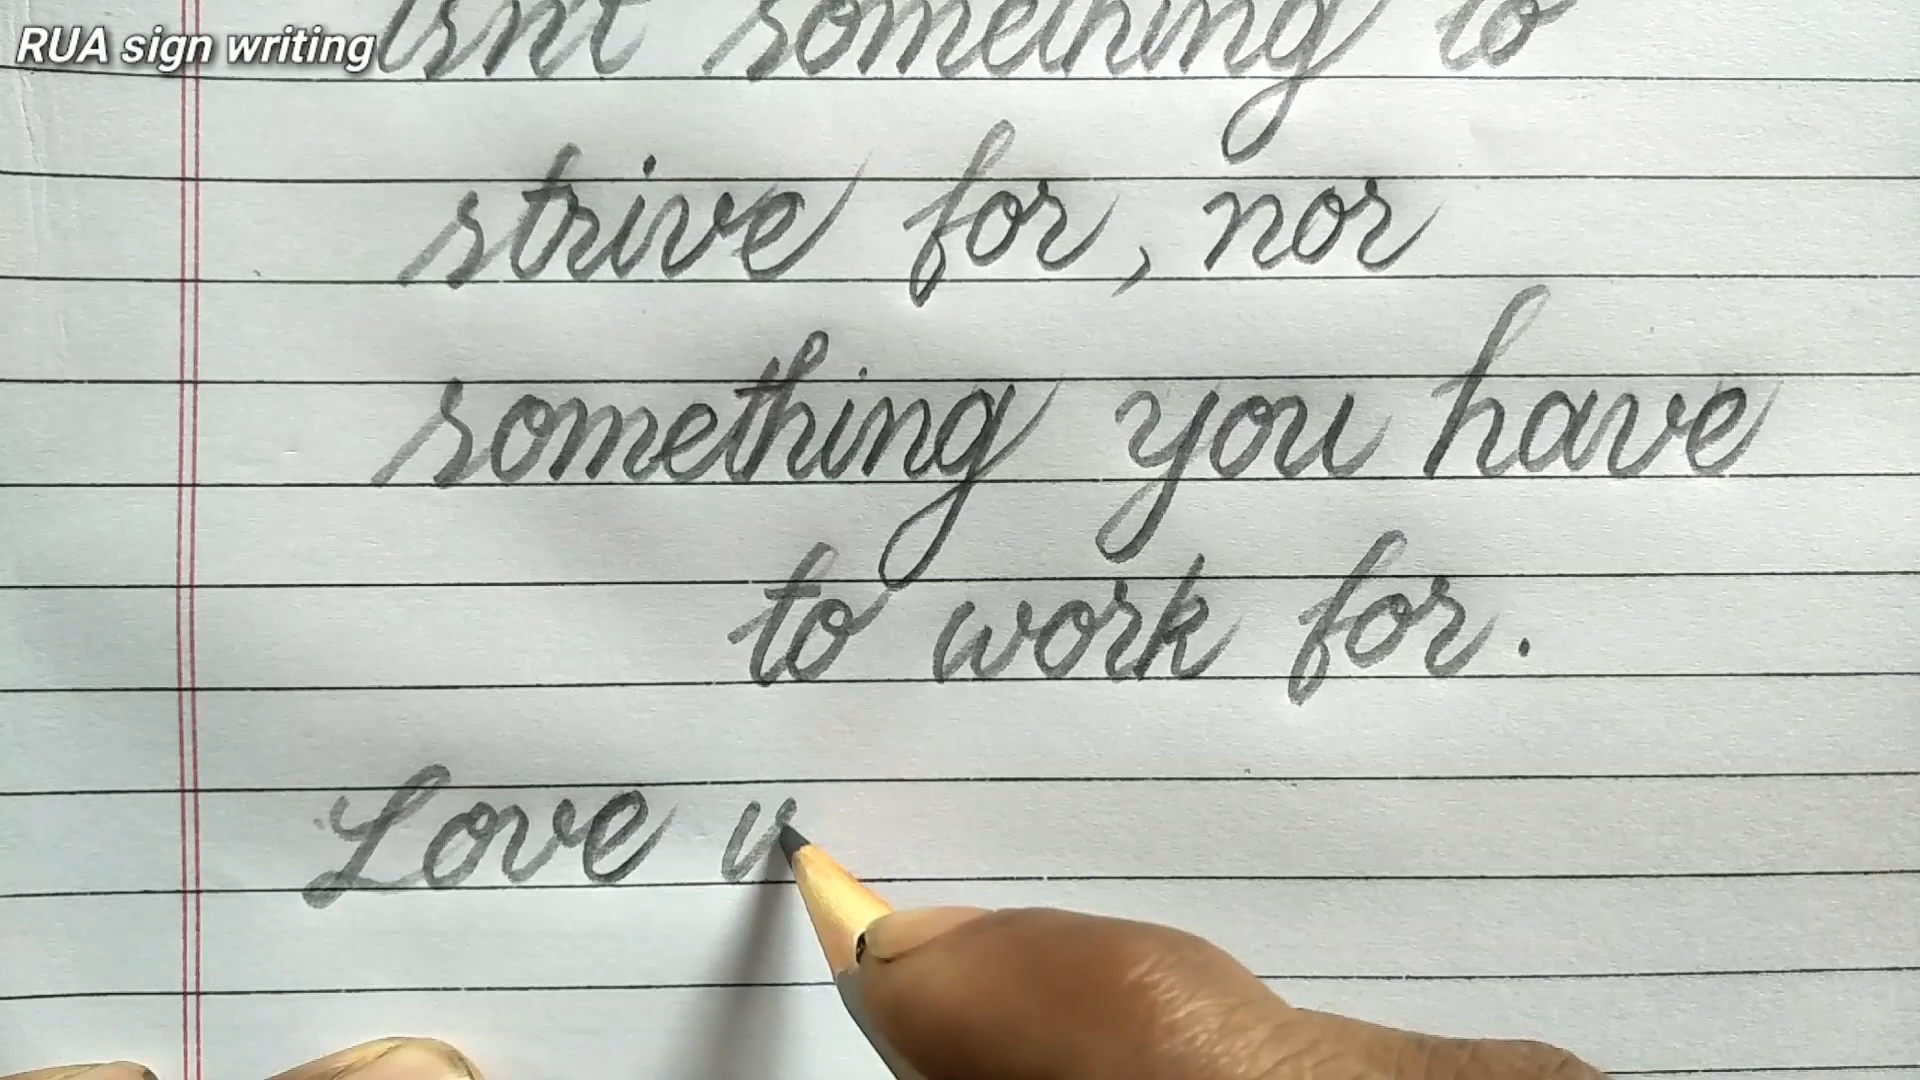 RUA sign writing
isn't something to
strive for, nor
something you have
to work for.
Love